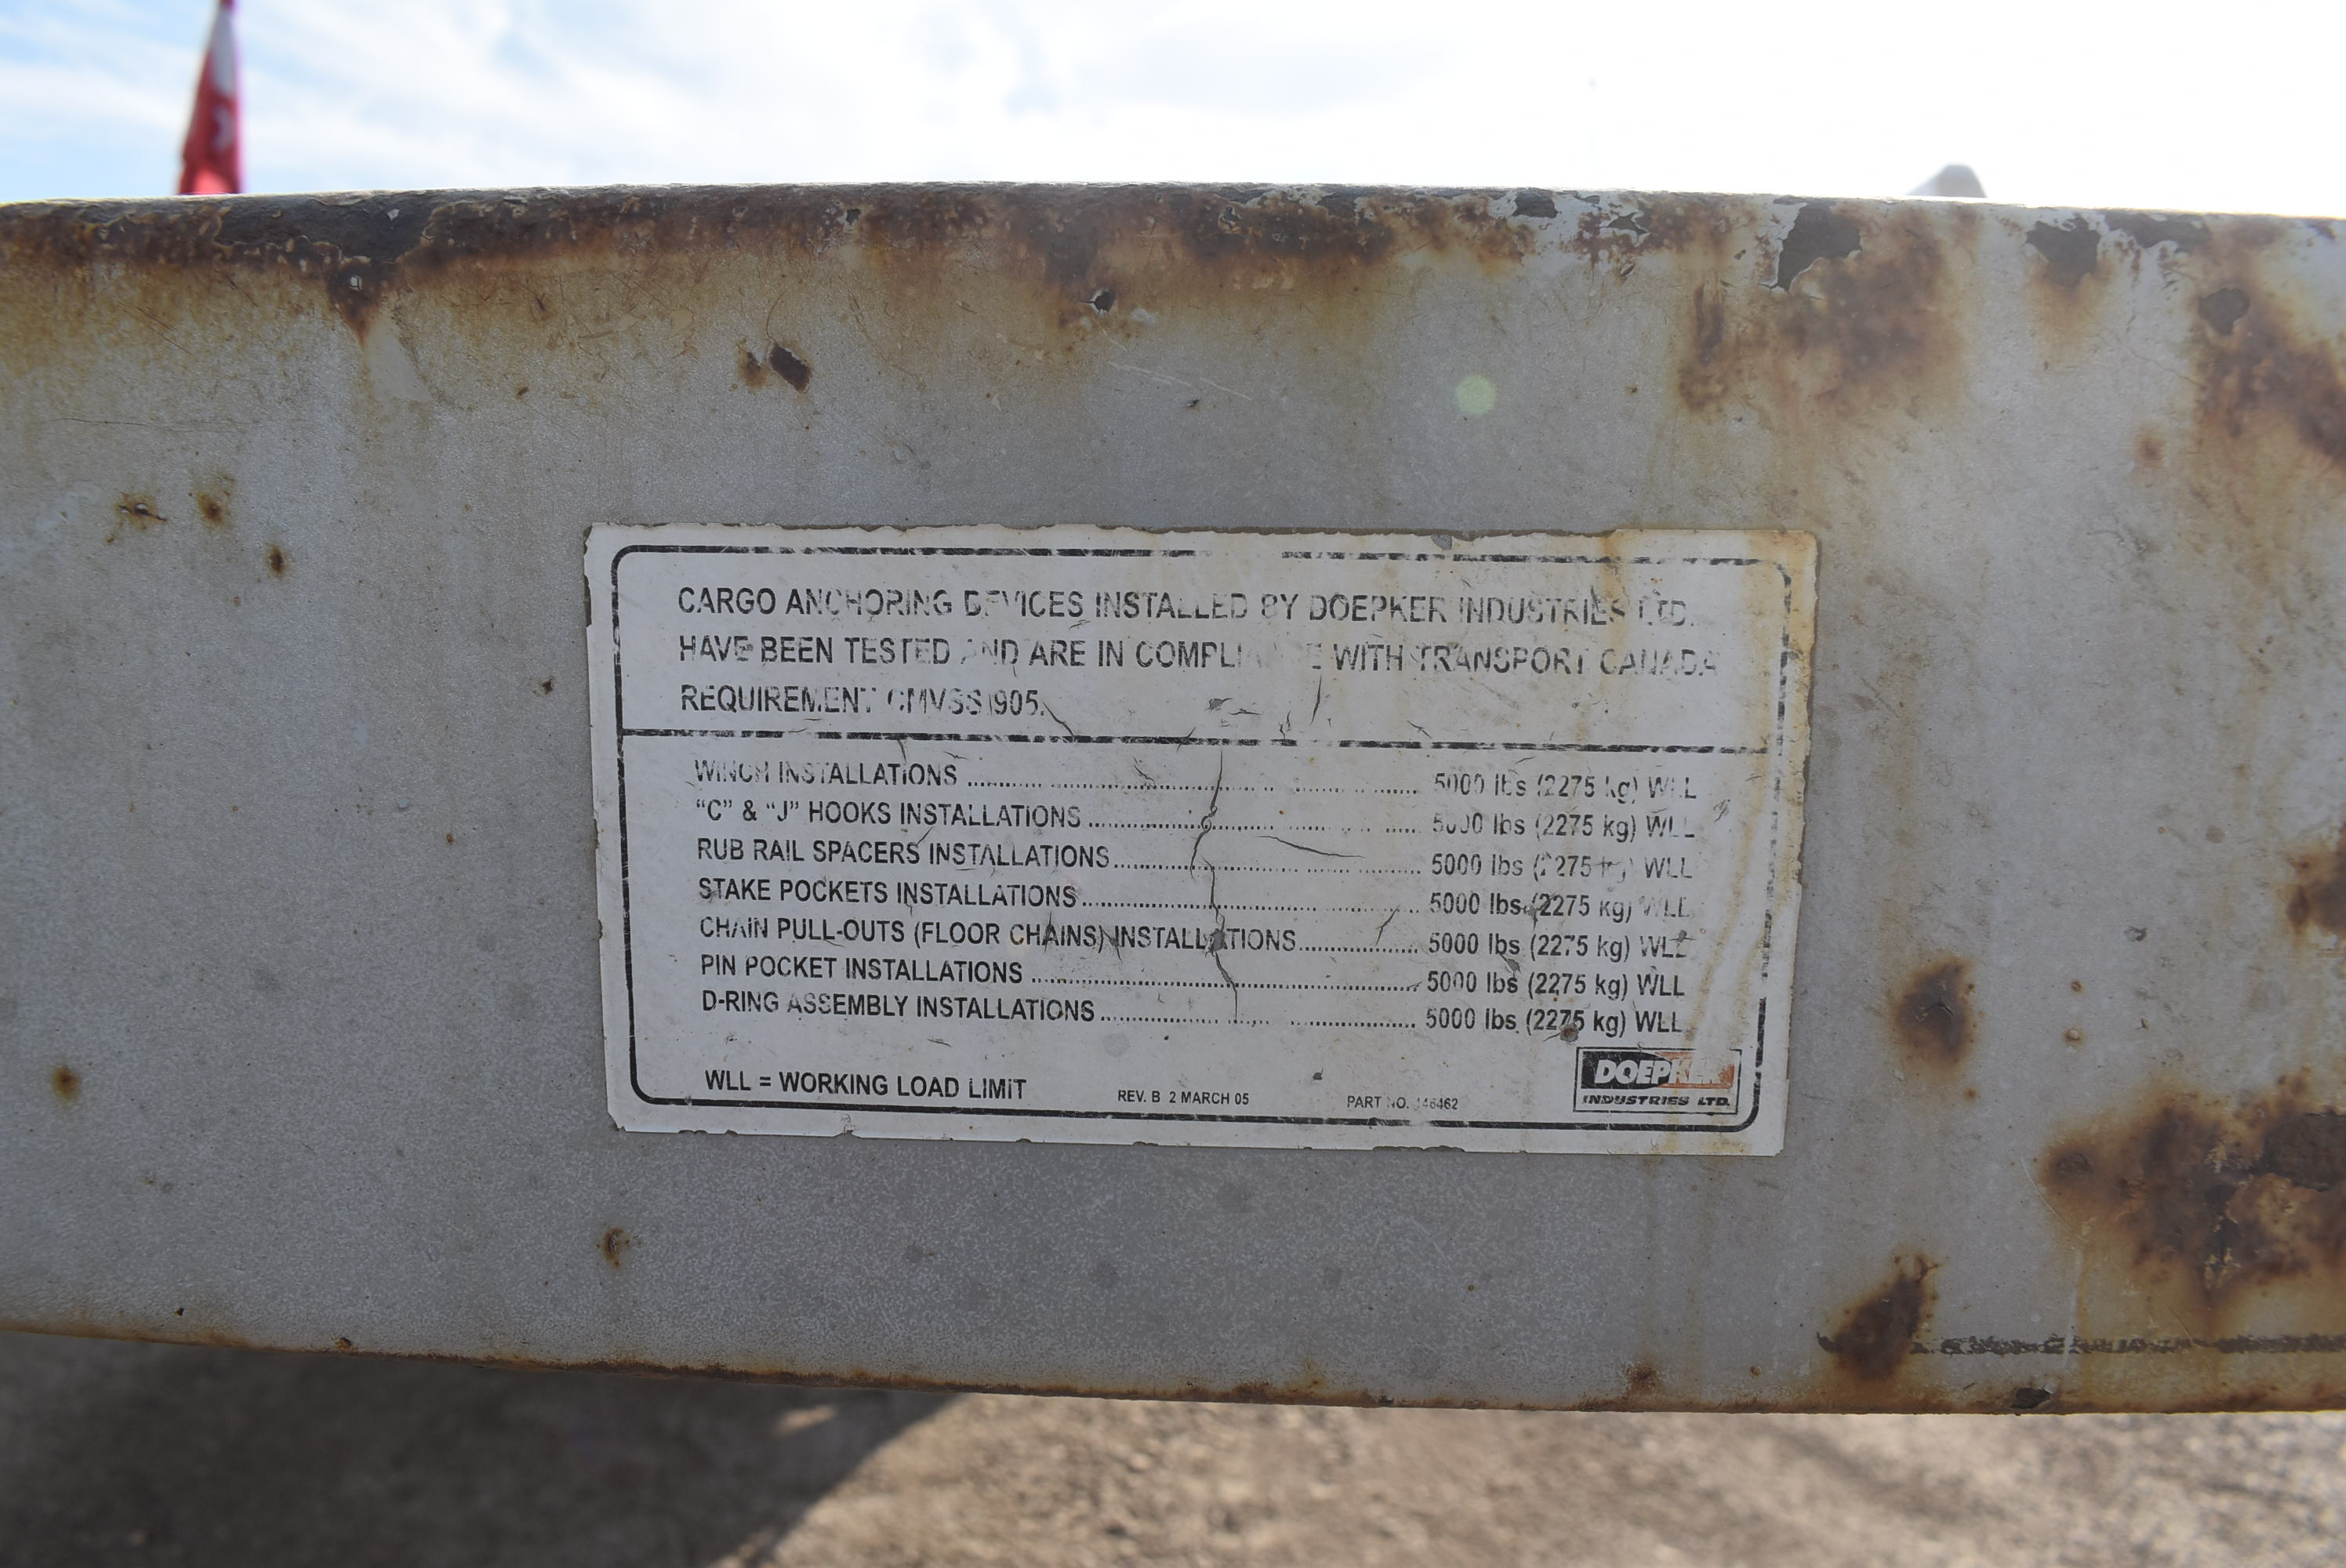 CARGO ANCHORING DEVICES INSTALLED BY DOEPKER INDUSTRIES LTD.
HAVE BEEN TESTED AND ARE IN COMPLIANCE WITH TRANSPORT CANADA
REQUIREMENT CMVSS 905.
WINCH INSTALLATIONS .......... 5000 lbs (2275 kg) WLL
“C” & “J” HOOKS INSTALLATIONS .......... 5000 lbs (2275 kg) WLL
RUB RAIL SPACERS INSTALLATIONS .......... 5000 lbs (2275 kg) WLL
STAKE POCKETS INSTALLATIONS .......... 5000 lbs (2275 kg) WLL
CHAIN PULL-OUTS (FLOOR CHAINS) INSTALLATIONS .......... 5000 lbs (2275 kg) WLL
PIN POCKET INSTALLATIONS .......... 5000 lbs (2275 kg) WLL
D-RING ASSEMBLY INSTALLATIONS .......... 5000 lbs (2275 kg) WLL
WLL = WORKING LOAD LIMIT REV. B 2 MARCH 05 PART NO.
DOEPKER
INDUSTRIES LTD.